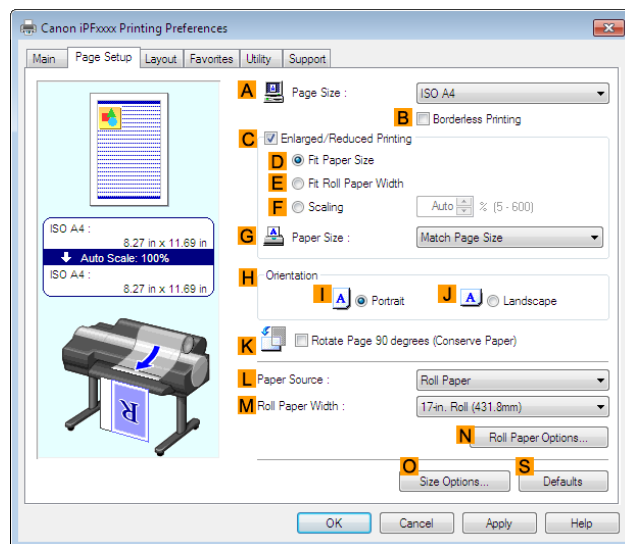 Canon iPFxxxx Printing Preferences
Main Page Setup Layout Favorites Utility Support
A Page Size : ISO A4
B Borderless Printing
C Enlarged/Reduced Printing
D Fit Paper Size
E Fit Roll Paper Width
F Scaling Auto % (5 - 600)
G Paper Size : Match Page Size
ISO A4 :
8.27 in x 11.69 in
Auto Scale: 100%
ISO A4 :
8.27 in x 11.69 in
H Orientation
I A Portrait J A Landscape
K Rotate Page 90 degrees (Conserve Paper)
L Paper Source : Roll Paper
M Roll Paper Width : 17-in. Roll (431.8mm)
N Roll Paper Options...
O Size Options... S Defaults
R
OK Cancel Apply Help